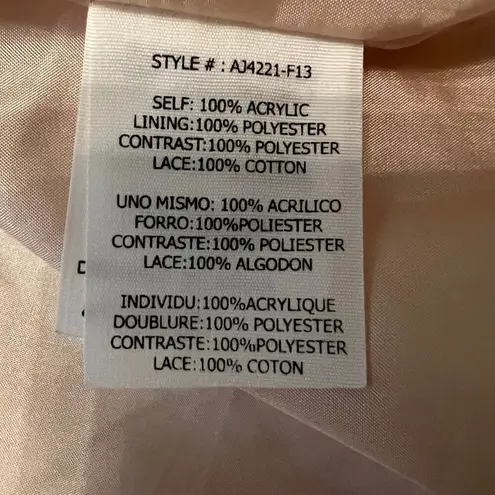 STYLE # : AJ4221-F13
SELF: 100% ACRYLIC
LINING:100% POLYESTER
CONTRAST:100% POLYESTER
LACE:100% COTTON
UNO MISMO: 100% ACRILICO
FORRO:100%POLIESTER
CONTRASTE:100% POLIESTER
LACE:100% ALGODON
INDIVIDU:100%ACRYLIQUE
DOUBLURE:100% POLYESTER
CONTRASTE:100%POLYESTER
LACE:100% COTON